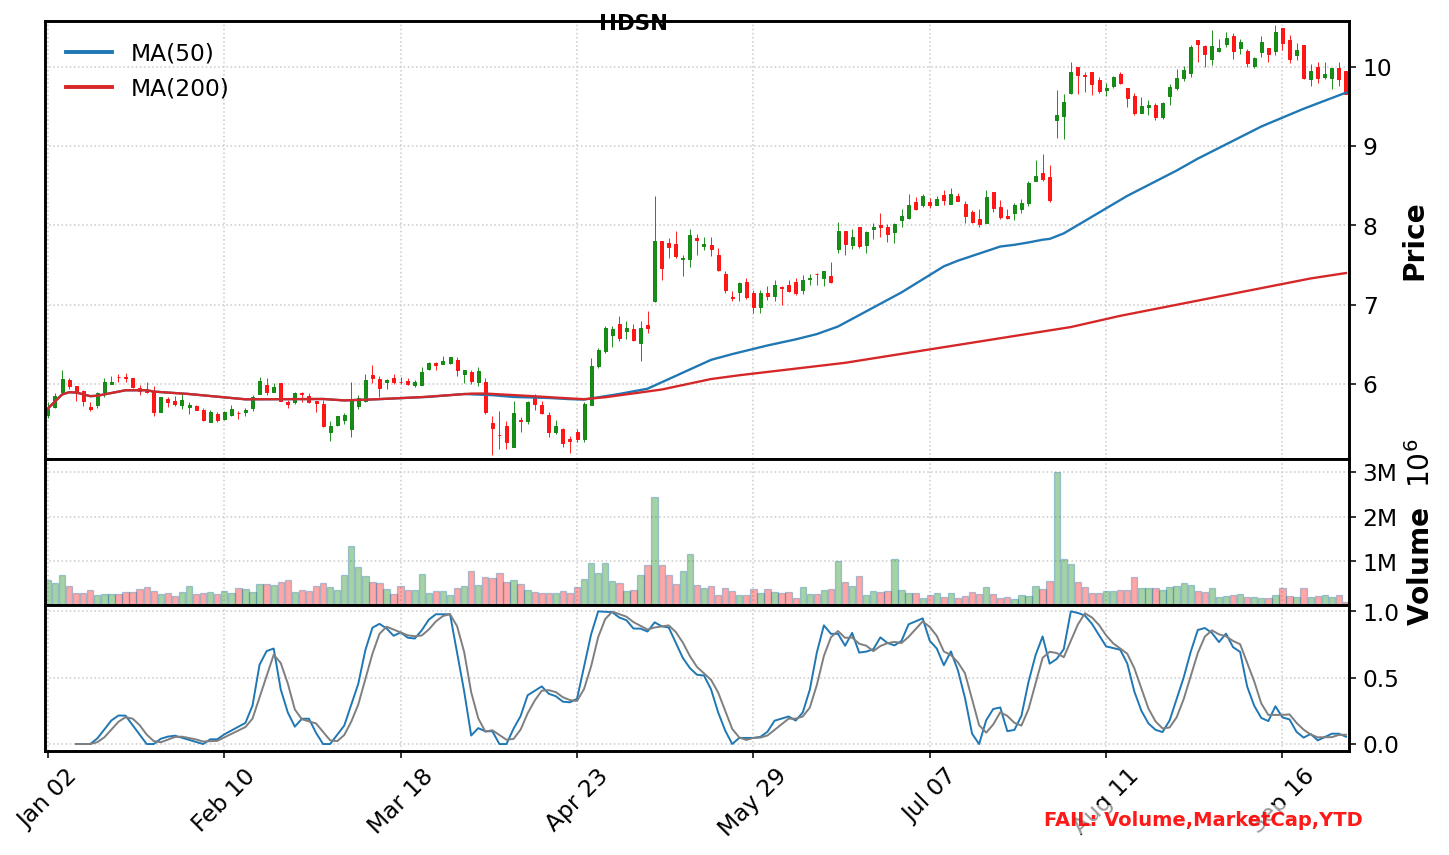 HDSN
MA(50)
MA(200)
10
9
8
7
6
Price
3M
2M
1M
Volume 10^6
1.0
0.5
0.0
Jan 02
Feb 10
Mar 18
Apr 23
May 29
Jul 07
Aug 11
Sep 16
FAIL: Volume,MarketCap,YTD